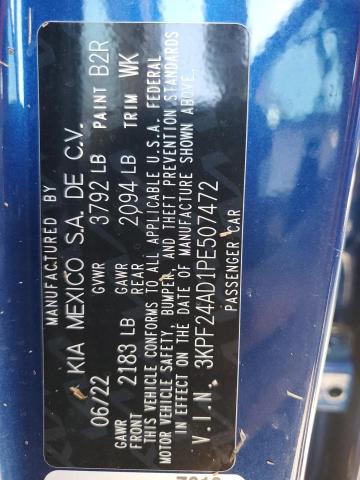 MANUFACTURED BY
KIA MEXICO S.A. DE C.V.
06/22 GVWR 3792 LB PAINT B2R
GAWR FRONT 2183 LB GAWR REAR 2094 LB TRIM WK
THIS VEHICLE CONFORMS TO ALL APPLICABLE U.S.A. FEDERAL
MOTOR VEHICLE SAFETY, BUMPER, AND THEFT PREVENTION STANDARDS
IN EFFECT ON THE DATE OF MANUFACTURE SHOWN ABOVE
V.I.N. 3KPF24AD1PE507472
PASSENGER CAR